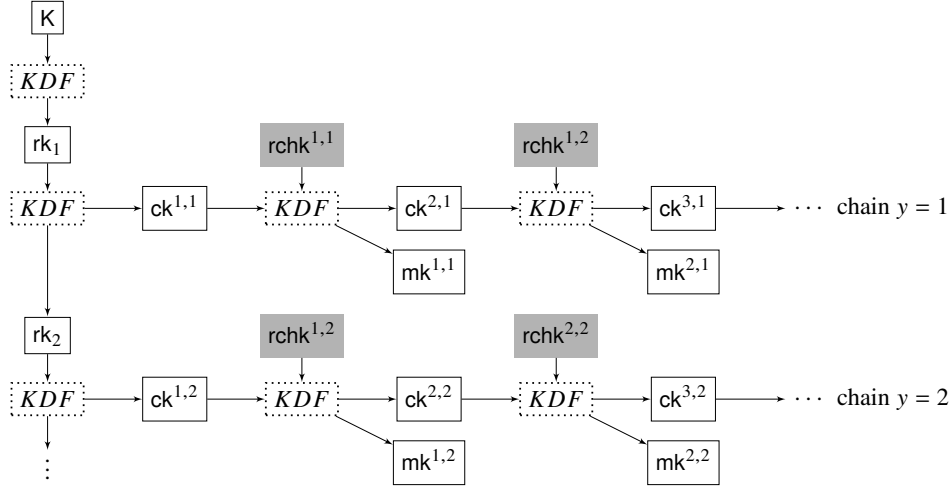 K
KDF
rk₁
rchk¹,¹ rchk¹,²
KDF ck¹,¹ KDF ck²,¹ KDF ck³,¹ ··· chain y = 1
mk¹,¹ mk²,¹
rk₂ rchk¹,² rchk²,²
KDF ck¹,² KDF ck²,² KDF ck³,² ··· chain y = 2
⋮ mk¹,² mk²,²